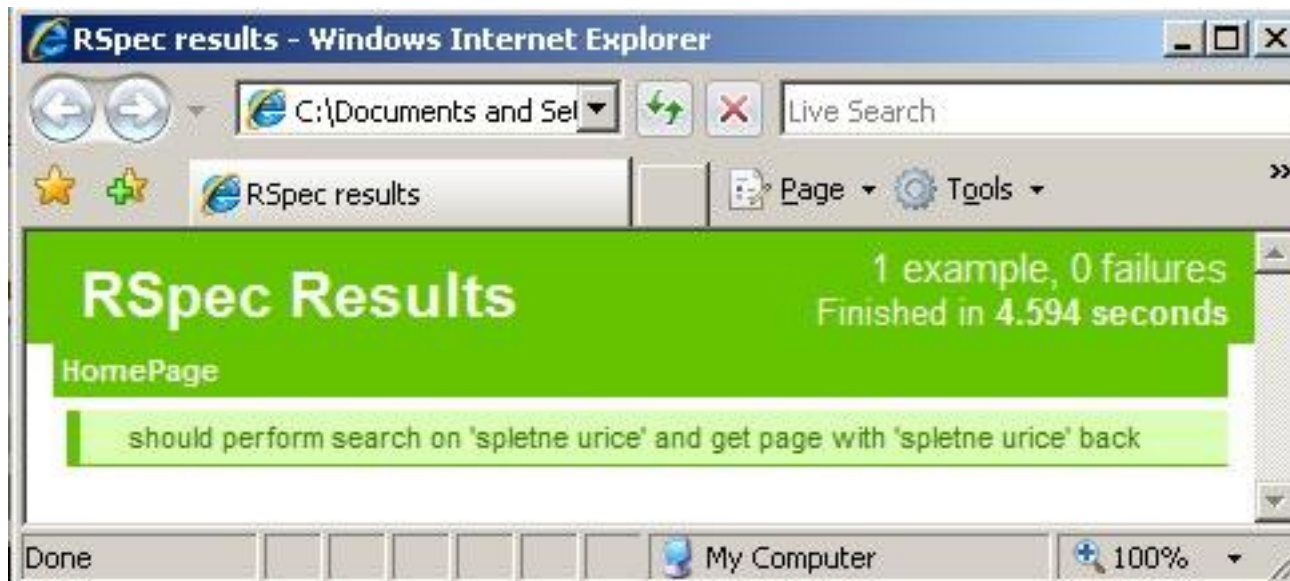 RSpec results - Windows Internet Explorer
C:\Documents and Set
Live Search
RSpec results
Page
Tools
»
RSpec Results
1 example, 0 failures
Finished in 4.594 seconds
HomePage
should perform search on 'spletne urice' and get page with 'spletne urice' back
Done
My Computer
100%